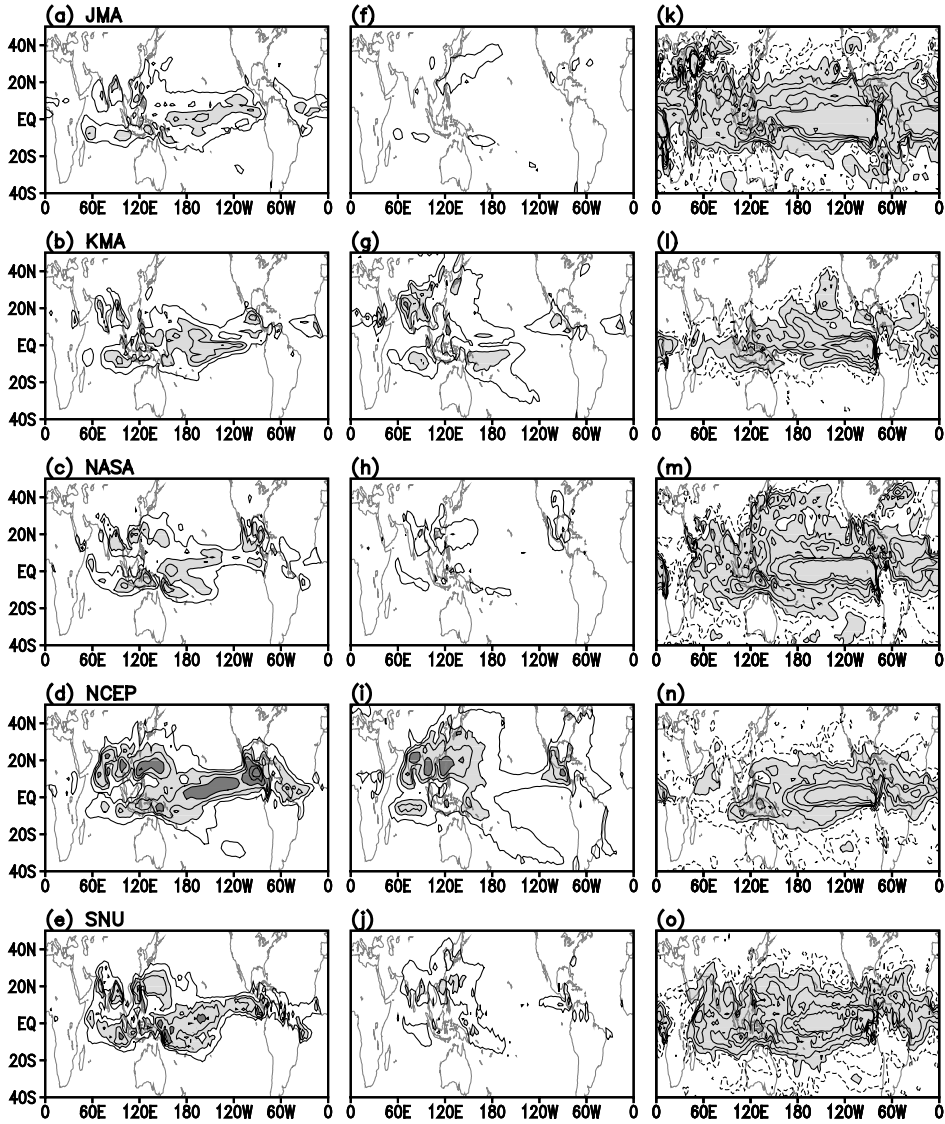 (a) JMA (f) (k)
40N
20N
EQ
20S
40S
0 60E 120E 180 120W 60W 0 0 60E 120E 180 120W 60W 0 0 60E 120E 180 120W 60W 0
(b) KMA (g) (l)
40N
20N
EQ
20S
40S
0 60E 120E 180 120W 60W 0 0 60E 120E 180 120W 60W 0 0 60E 120E 180 120W 60W 0
(c) NASA (h) (m)
40N
20N
EQ
20S
40S
0 60E 120E 180 120W 60W 0 0 60E 120E 180 120W 60W 0 0 60E 120E 180 120W 60W 0
(d) NCEP (i) (n)
40N
20N
EQ
20S
40S
0 60E 120E 180 120W 60W 0 0 60E 120E 180 120W 60W 0 0 60E 120E 180 120W 60W 0
(e) SNU (j) (o)
40N
20N
EQ
20S
40S
0 60E 120E 180 120W 60W 0 0 60E 120E 180 120W 60W 0 0 60E 120E 180 120W 60W 0